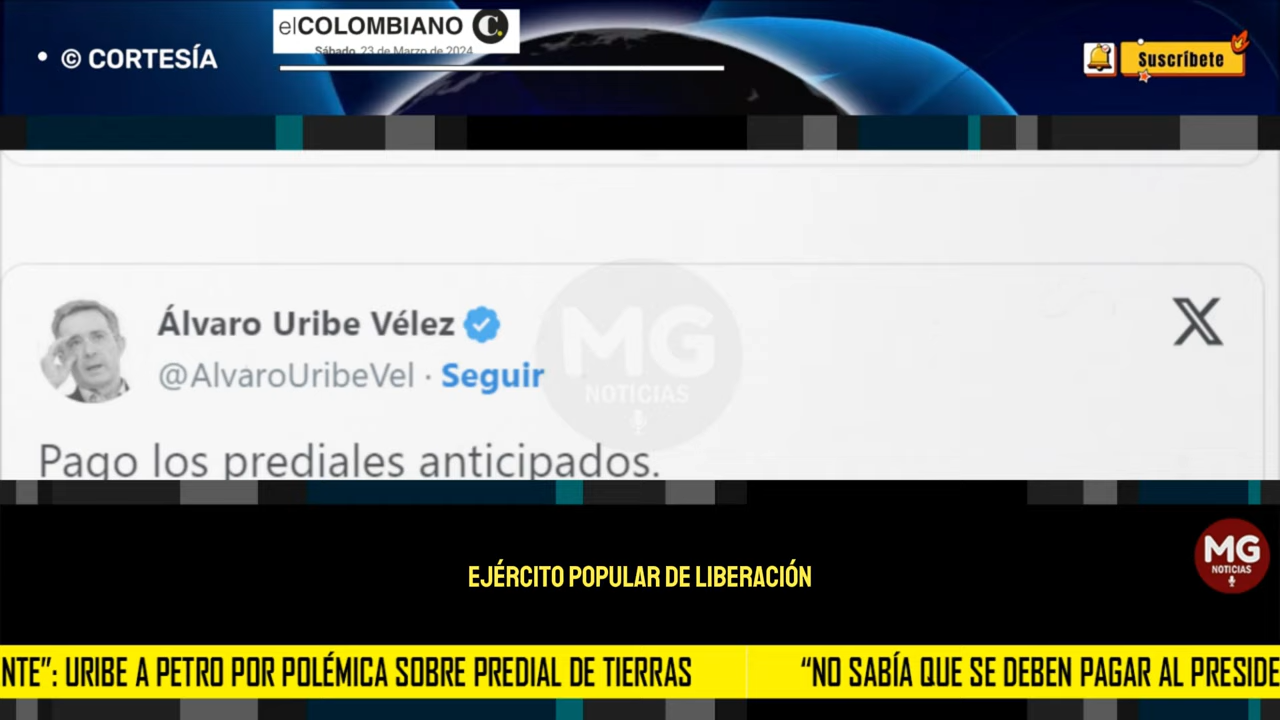 elCOLOMBIANO C.
Sábado, 23 de Marzo de 2024
• © CORTESÍA
Suscríbete
Álvaro Uribe Vélez
@AlvaroUribeVel · Seguir
MG
NOTICIAS
Pago los prediales anticipados.
EJÉRCITO POPULAR DE LIBERACIÓN
MG
NOTICIAS
NTE”: URIBE A PETRO POR POLÉMICA SOBRE PREDIAL DE TIERRAS “NO SABÍA QUE SE DEBEN PAGAR AL PRESIDE